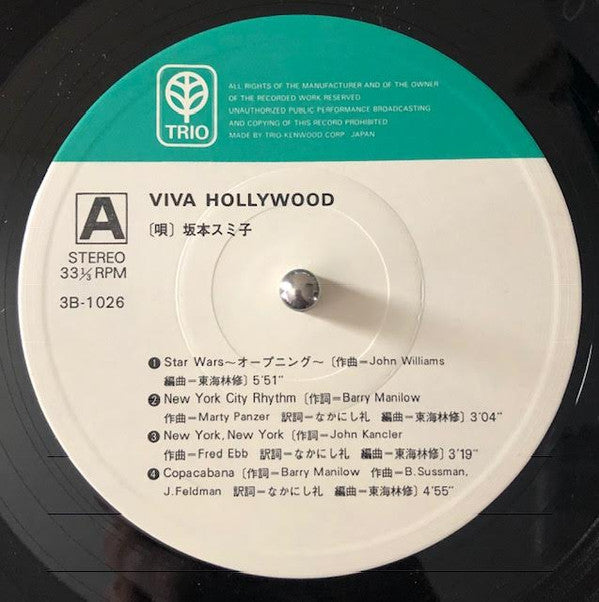 TRIO
ALL RIGHTS OF THE MANUFACTURER AND OF THE OWNER
OF THE RECORDED WORK RESERVED
UNAUTHORIZED PUBLIC PERFORMANCE BROADCASTING
AND COPYING OF THIS RECORD PROHIBITED
MADE BY TRIO-KENWOOD CORP. JAPAN
A
STEREO
33⅓ RPM
3B-1026
VIVA HOLLYWOOD
〔唄〕坂本スミ子
❶ Star Wars〜オープニング〜〔作曲=John Williams
編曲=東海林修〕5'51"
❷ New York City Rhythm〔作詞=Barry Manilow
作曲=Marty Panzer 訳詞=なかにし礼 編曲=東海林修〕3'04"
❸ New York, New York〔作詞=John Kancler
作曲=Fred Ebb 訳詞=なかにし礼 編曲=東海林修〕3'19"
❹ Copacabana〔作詞=Barry Manilow 作曲=B.Sussman,
J.Feldman 訳詞=なかにし礼 編曲=東海林修〕4'55"